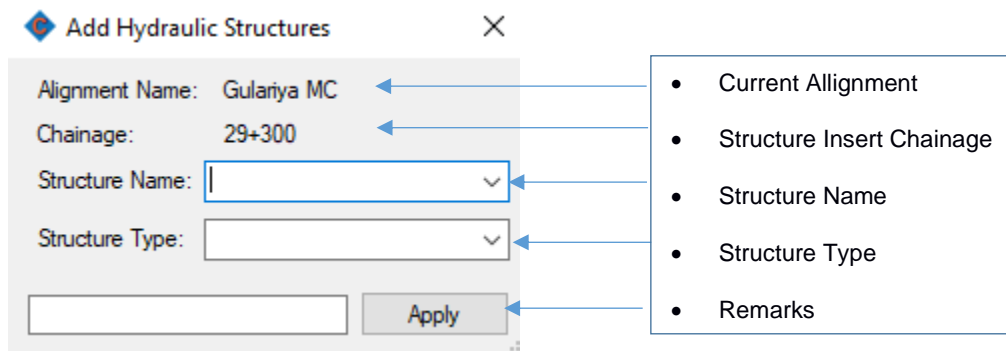 Add Hydraulic Structures
Alignment Name: Gulariya MC
Chainage: 29+300
Structure Name:
Structure Type:
Apply
• Current Allignment
• Structure Insert Chainage
• Structure Name
• Structure Type
• Remarks